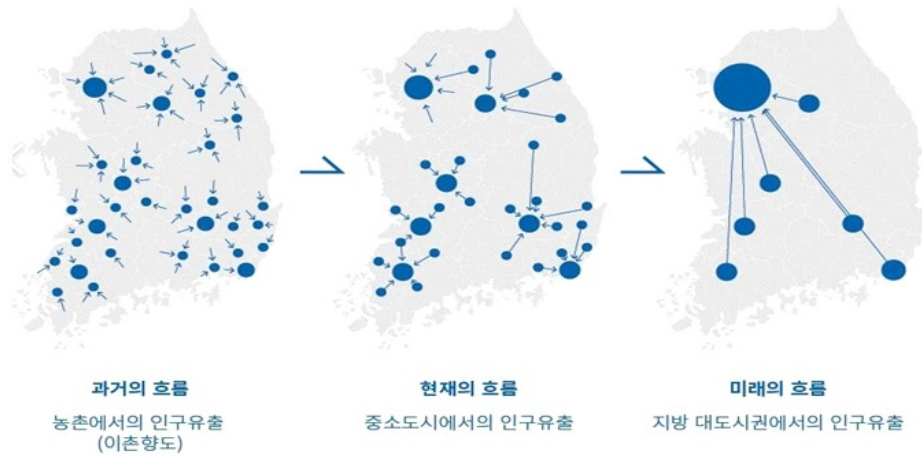 과거의 흐름
농촌에서의 인구유출
(이촌향도)
현재의 흐름
중소도시에서의 인구유출
미래의 흐름
지방 대도시권에서의 인구유출